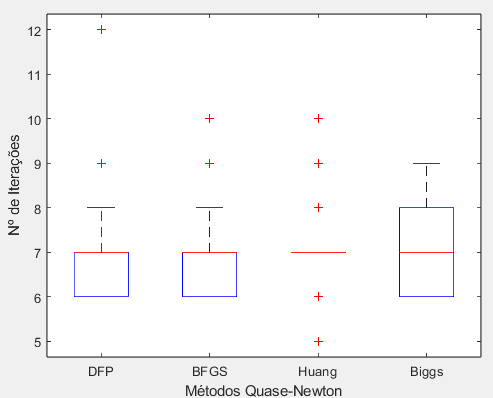 12
11
10
9
8
7
6
5
Nº de Iterações
DFP
BFGS
Huang
Biggs
Métodos Quase-Newton